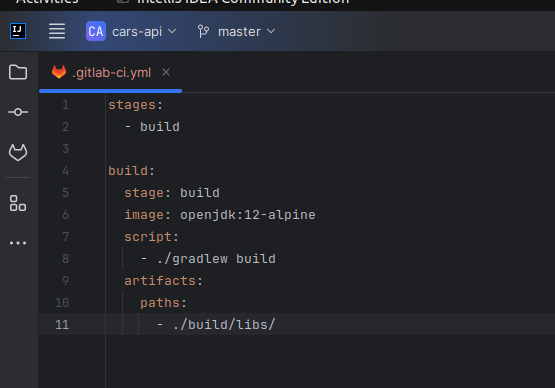 Activities IntelliJ IDEA Community Edition
IJ CA cars-api master
.gitlab-ci.yml
1 stages:
2 - build
3
4 build:
5 stage: build
6 image: openjdk:12-alpine
7 script:
8 - ./gradlew build
9 artifacts:
10 paths:
11 - ./build/libs/